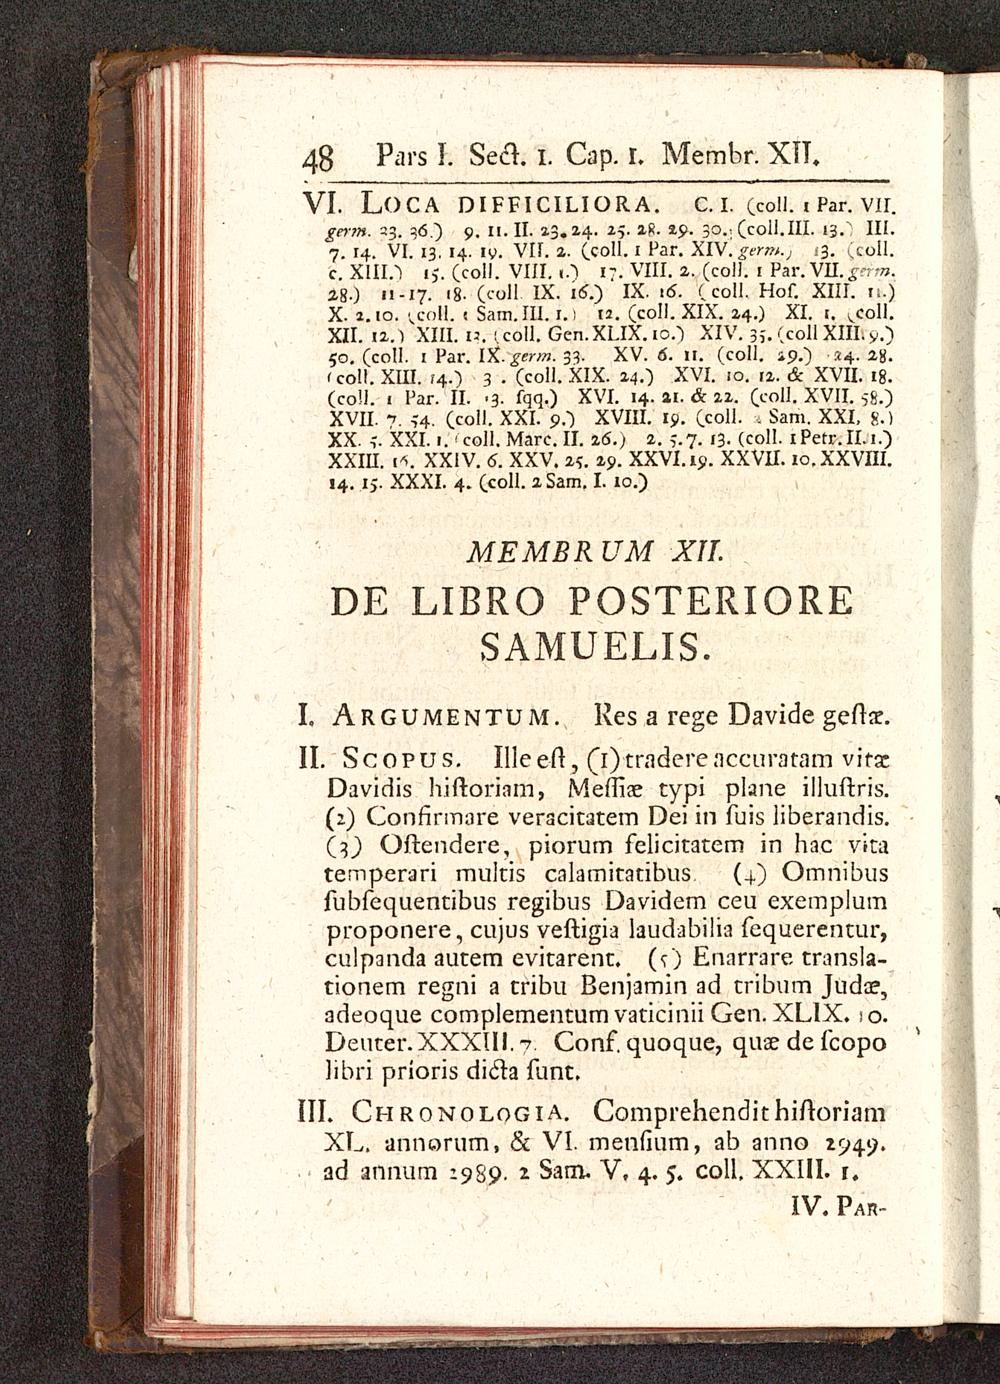 48 Pars I. Sect. 1. Cap. I. Membr. XII.
VI. LOCA DIFFICILIORA. C. I. (coll. 1 Par. VII.
germ. 33. 36.) 9. 11. II. 23. 24. 25. 28. 29. 30. (coll. III. 13.) III.
7. 14. VI. 13. 14. 19. VII. 2. (coll. 1 Par. XIV. germ.) 13. (coll.
c. XIII.) 15. (coll. VIII. 1.) 17. VIII. 2. (coll. 1 Par. VII. germ.
28.) 11-17. 18. (coll. IX. 16.) IX. 16. (coll. Hoſ. XIII. 11.)
X. 2. 10. (coll. 1 Sam. III. 1.) 12. (coll. XIX. 24.) XI. 1. (coll.
XII. 12.) XIII. 13. (coll. Gen. XLIX. 10.) XIV. 35. (coll XIII. 9.)
50. (coll. 1 Par. IX. germ. 33. XV. 6. 11. (coll. 29.) 24. 28.
(coll. XIII. 14.) 3 . (coll. XIX. 24.) XVI. 10. 12. & XVII. 18.
(coll. 1 Par. II. 13. ſqq.) XVI. 14. 21. & 22. (coll. XVII. 58.)
XVII. 7. 54. (coll. XXI. 9.) XVIII. 19. (coll. 2 Sam. XXI, 8.)
XX. 5. XXI. 1. (coll. Marc. II. 26.) 2. 5. 7. 13. (coll. 1 Petr. II. 1.)
XXIII. 16. XXIV. 6. XXV. 25. 29. XXVI. 19. XXVII. 10. XXVIII.
14. 15. XXXI. 4. (coll. 2 Sam. I. 10.)
MEMBRUM XII.
DE LIBRO POSTERIORE
SAMUELIS.
I. ARGUMENTUM. Res a rege Davide geſtæ.
II. SCOPUS. Ille eſt, (1) tradere accuratam vitæ
Davidis hiſtoriam, Meſſiæ typi plane illuſtris.
(2) Confirmare veracitatem Dei in ſuis liberandis.
(3) Oſtendere, piorum felicitatem in hac vita
temperari multis calamitatibus. (4) Omnibus
ſubſequentibus regibus Davidem ceu exemplum
proponere, cujus veſtigia laudabilia ſequerentur,
culpanda autem evitarent. (5) Enarrare transla-
tionem regni a tribu Benjamin ad tribum Judæ,
adeoque complementum vaticinii Gen. XLIX. 10.
Deuter. XXXIII. 7. Conf. quoque, quæ de ſcopo
libri prioris dicta ſunt.
III. CHRONOLOGIA. Comprehendit hiſtoriam
XL. annorum, & VI. menſium, ab anno 2949.
ad annum 2989. 2 Sam. V. 4. 5. coll. XXIII. 1.
IV. PAR-